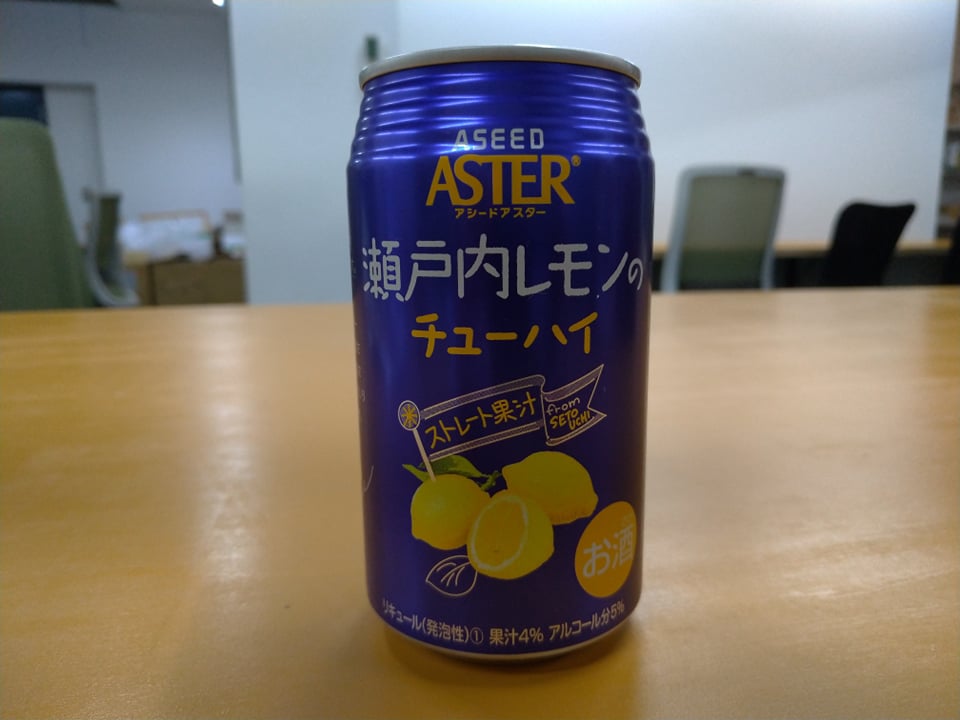 ASEED
ASTER®
アシードアスター
瀬戸内レモンの
チューハイ
ストレート果汁
from
SETOUCHI
お酒
リキュール(発泡性)① 果汁4% アルコール分5%